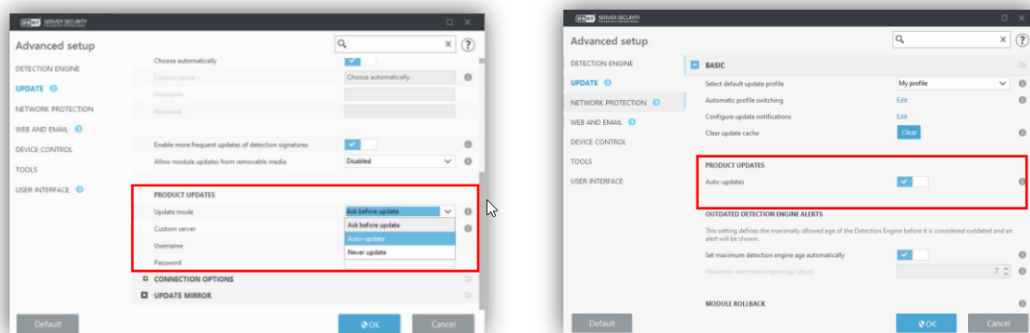 eset SERVER SECURITY
Advanced setup
DETECTION ENGINE
UPDATE
NETWORK PROTECTION
WEB AND EMAIL
DEVICE CONTROL
TOOLS
USER INTERFACE
Choose automatically
Custom server
Choose automatically
Username
Password
Enable more frequent updates of detection signatures
Allow module updates from removable media
Disabled
PRODUCT UPDATES
Update mode
Ask before update
Custom server
Ask before update
Auto-update
Username
Never update
Password
CONNECTION OPTIONS
UPDATE MIRROR
Default
OK
Cancel
eset SERVER SECURITY
Advanced setup
DETECTION ENGINE
UPDATE
NETWORK PROTECTION
WEB AND EMAIL
DEVICE CONTROL
TOOLS
USER INTERFACE
BASIC
Select default update profile
My profile
Automatic profile switching
Edit
Configure update notifications
Edit
Clear update cache
Clear
PRODUCT UPDATES
Auto-updates
OUTDATED DETECTION ENGINE ALERTS
This setting defines the maximally allowed age of the Detection Engine before it is considered outdated and an
alert will be shown.
Set maximum detection engine age automatically
Maximum detection engine age (days)
7
MODULE ROLLBACK
Default
OK
Cancel